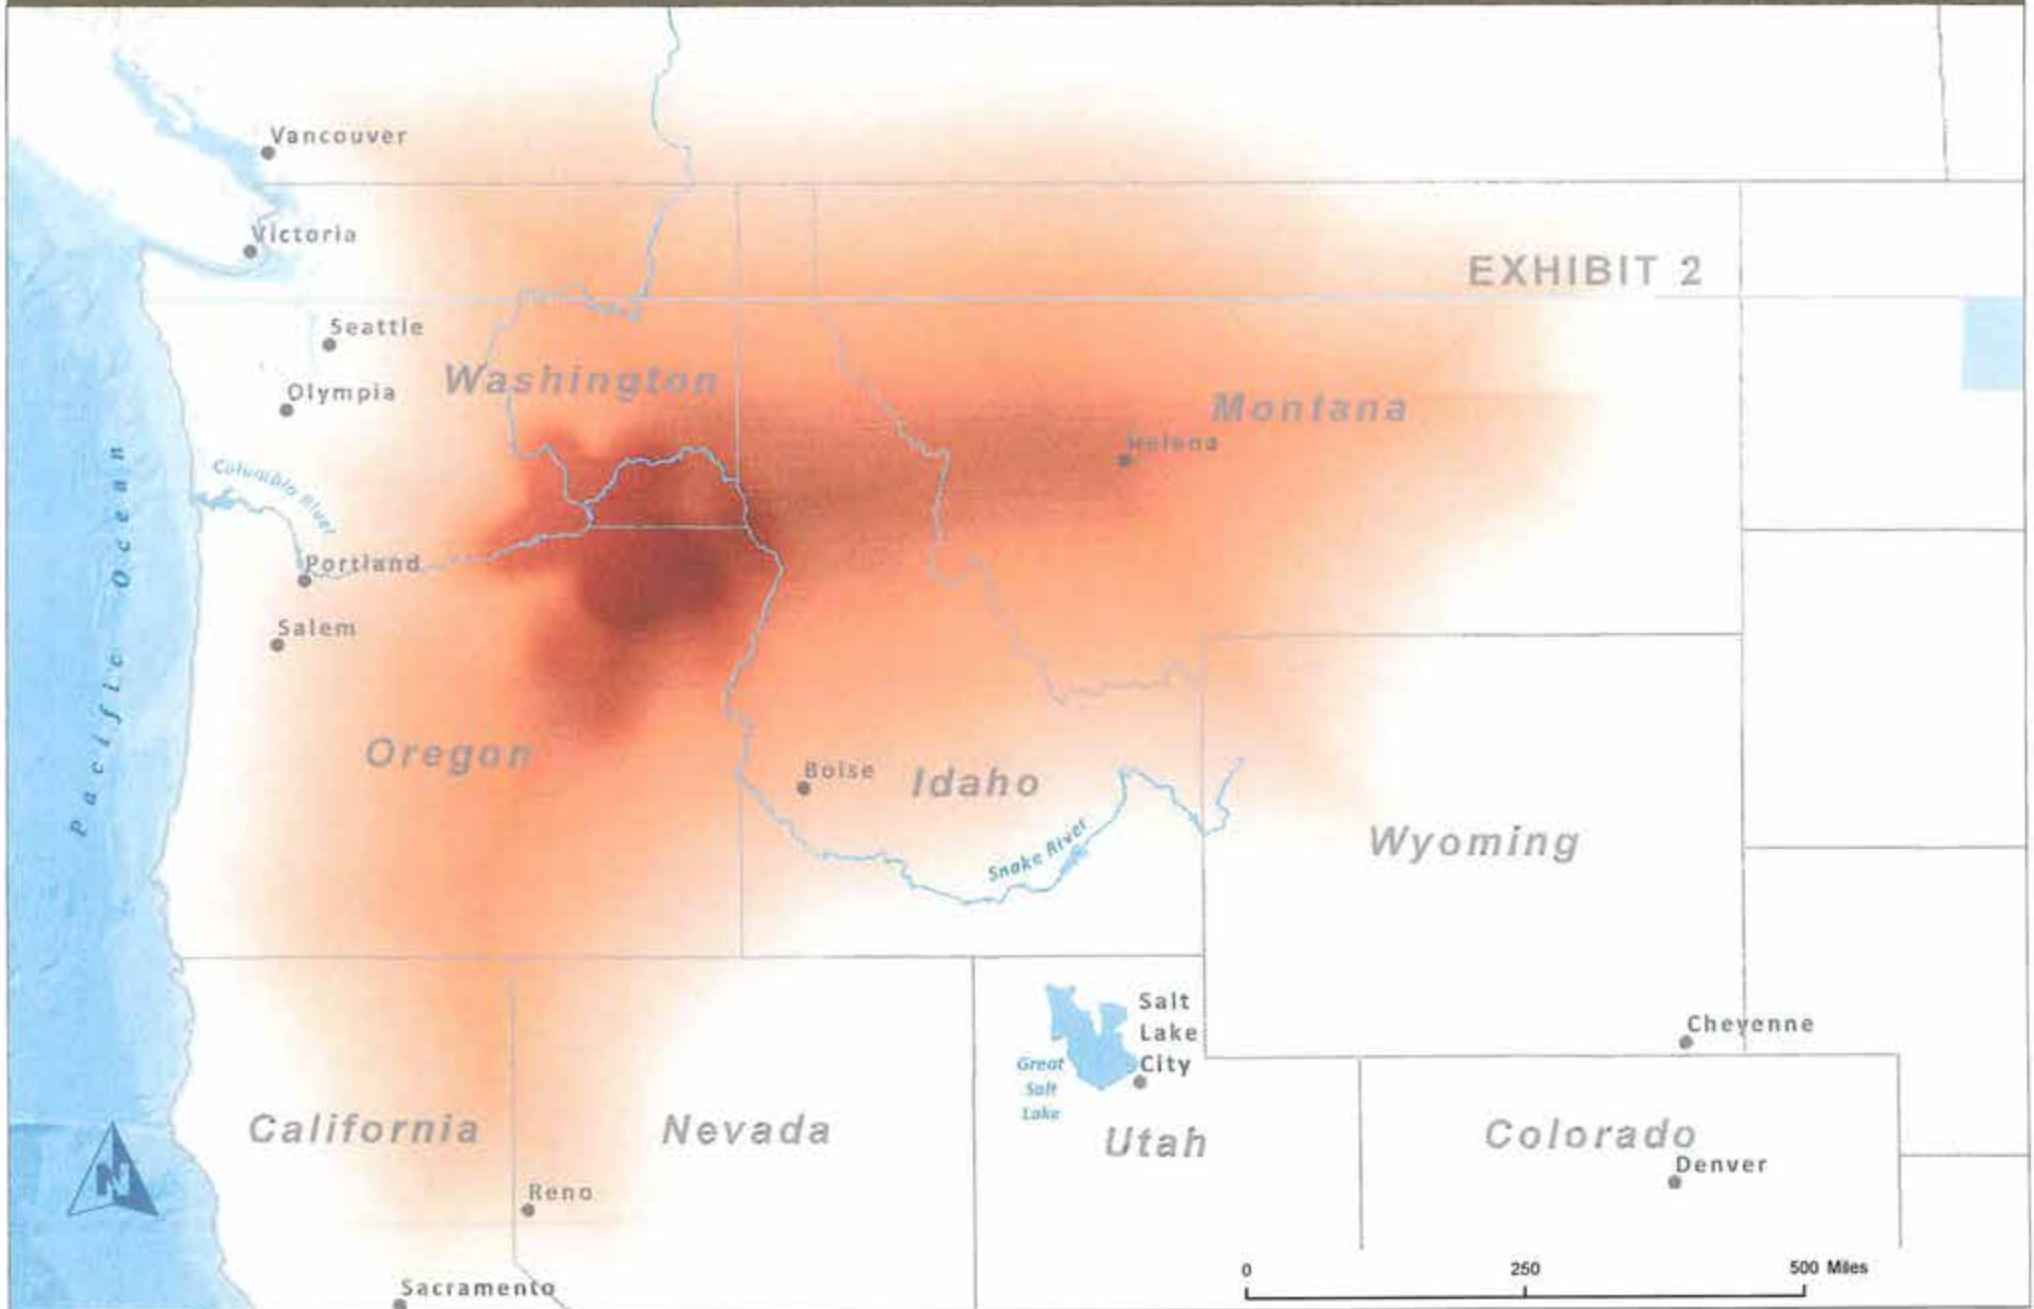 Vancouver
Victoria
EXHIBIT 2
Seattle
Washington
Olympia
Montana
Helena
Pacific Ocean
Columbia River
Portland
Salem
Oregon
Boise
Idaho
Snake River
Wyoming
Salt
Lake
City
Great
Salt
Lake
Cheyenne
California
Nevada
Utah
Colorado
Denver
N
Reno
0 250 500 Miles
Sacramento